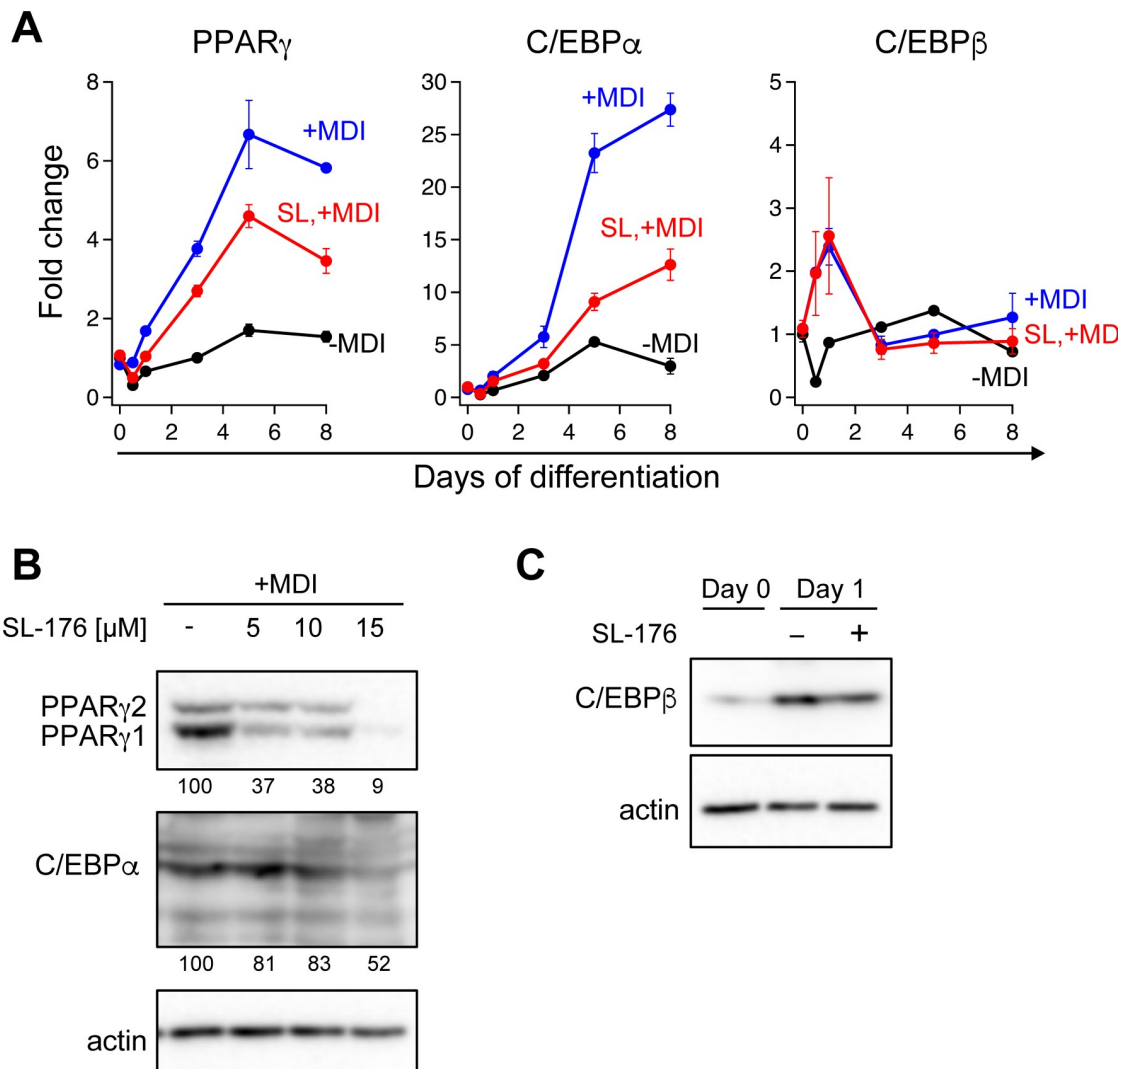 A
PPARγ
C/EBPα
C/EBPβ
Fold change
8
6
4
2
0
0 2 4 6 8
+MDI
SL,+MDI
-MDI
30
25
20
15
10
5
0
0 2 4 6 8
+MDI
SL,+MDI
-MDI
5
4
3
2
1
0
0 2 4 6 8
+MDI
SL,+MD
-MDI
Days of differentiation
B
+MDI
SL-176 [µM] - 5 10 15
PPARγ2
PPARγ1
100 37 38 9
C/EBPα
100 81 83 52
actin
C
Day 0 Day 1
SL-176 – +
C/EBPβ
actin